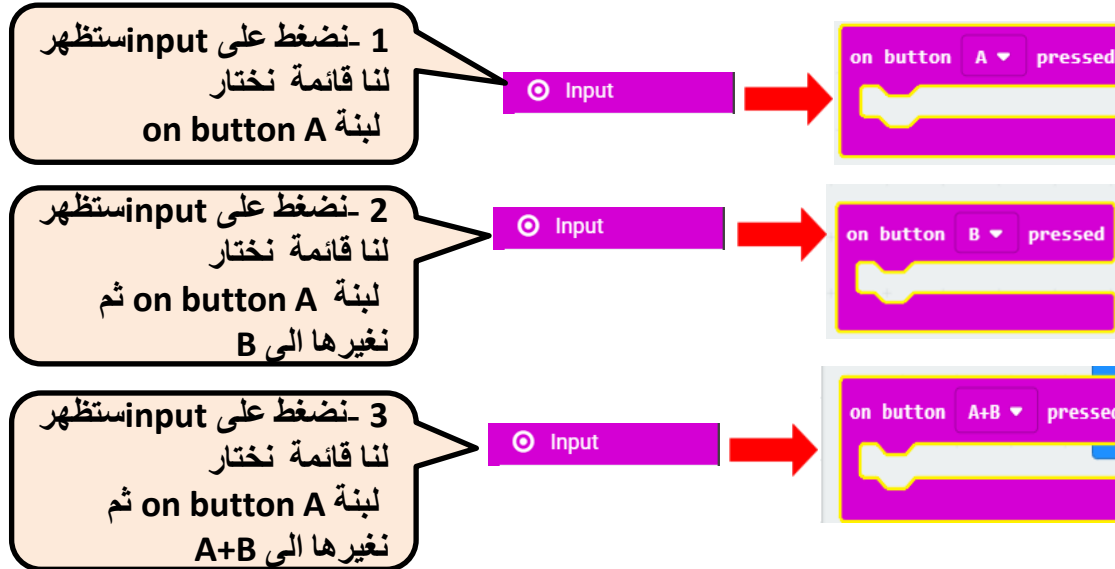 1 -نضغط على inputستظهر
لنا قائمة نختار
لبنة on button A
Input
on button A pressed
2 -نضغط على inputستظهر
لنا قائمة نختار
لبنة on button A ثم
نغيرها الى B
Input
on button B pressed
3 -نضغط على inputستظهر
لنا قائمة نختار
لبنة on button A ثم
نغيرها الى A+B
Input
on button A+B presse